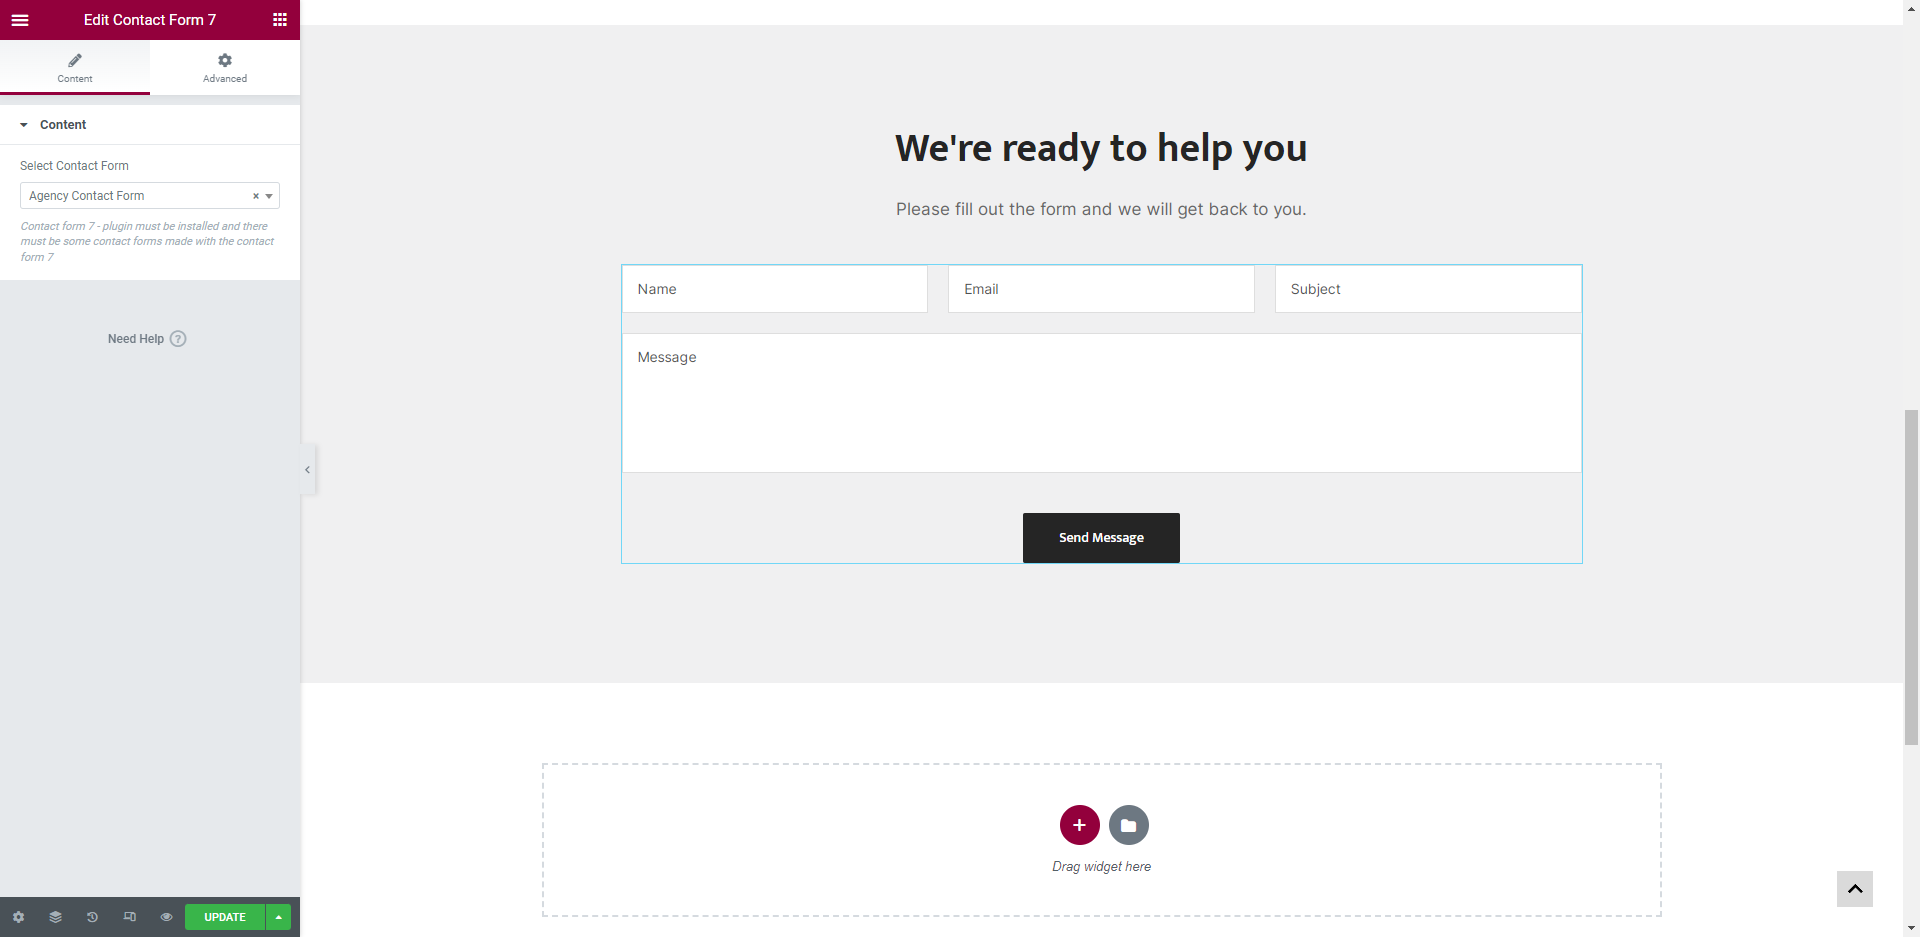 Edit Contact Form 7
Content
Advanced
Content
Select Contact Form
Agency Contact Form
Contact form 7 - plugin must be installed and there
must be some contact forms made with the contact
form 7
Need Help ?
UPDATE
We're ready to help you
Please fill out the form and we will get back to you.
Name
Email
Subject
Message
Send Message
Drag widget here